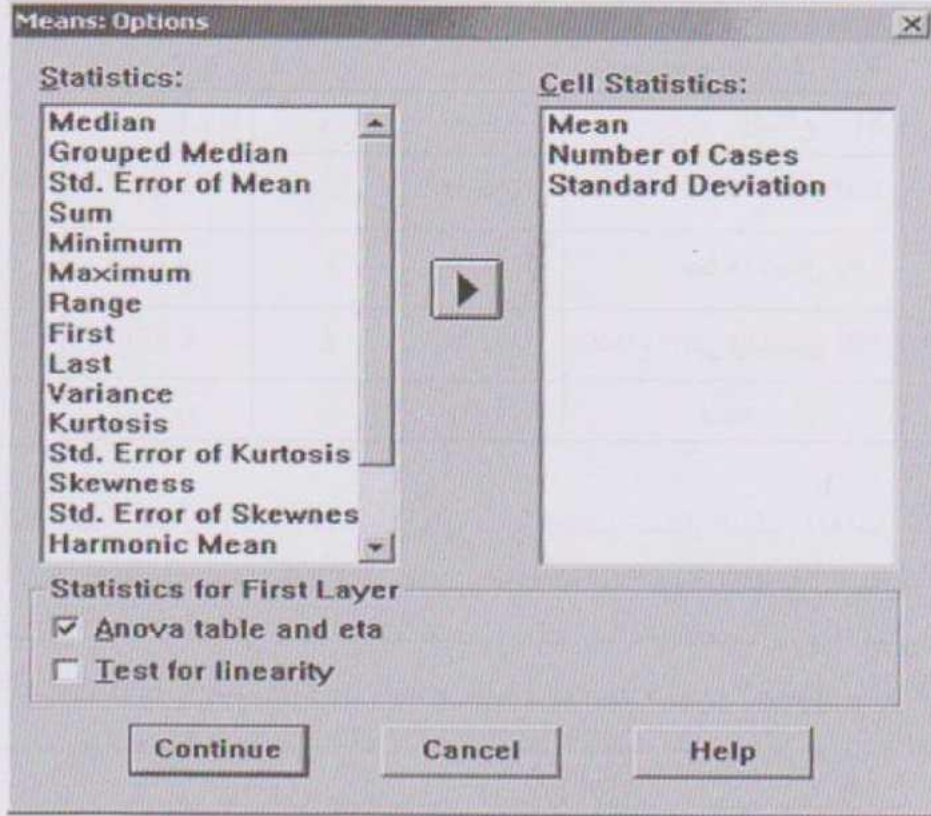 Means: Options
Statistics:
Median
Grouped Median
Std. Error of Mean
Sum
Minimum
Maximum
Range
First
Last
Variance
Kurtosis
Std. Error of Kurtosis
Skewness
Std. Error of Skewnes
Harmonic Mean
Cell Statistics:
Mean
Number of Cases
Standard Deviation
Statistics for First Layer
Anova table and eta
Test for linearity
Continue
Cancel
Help